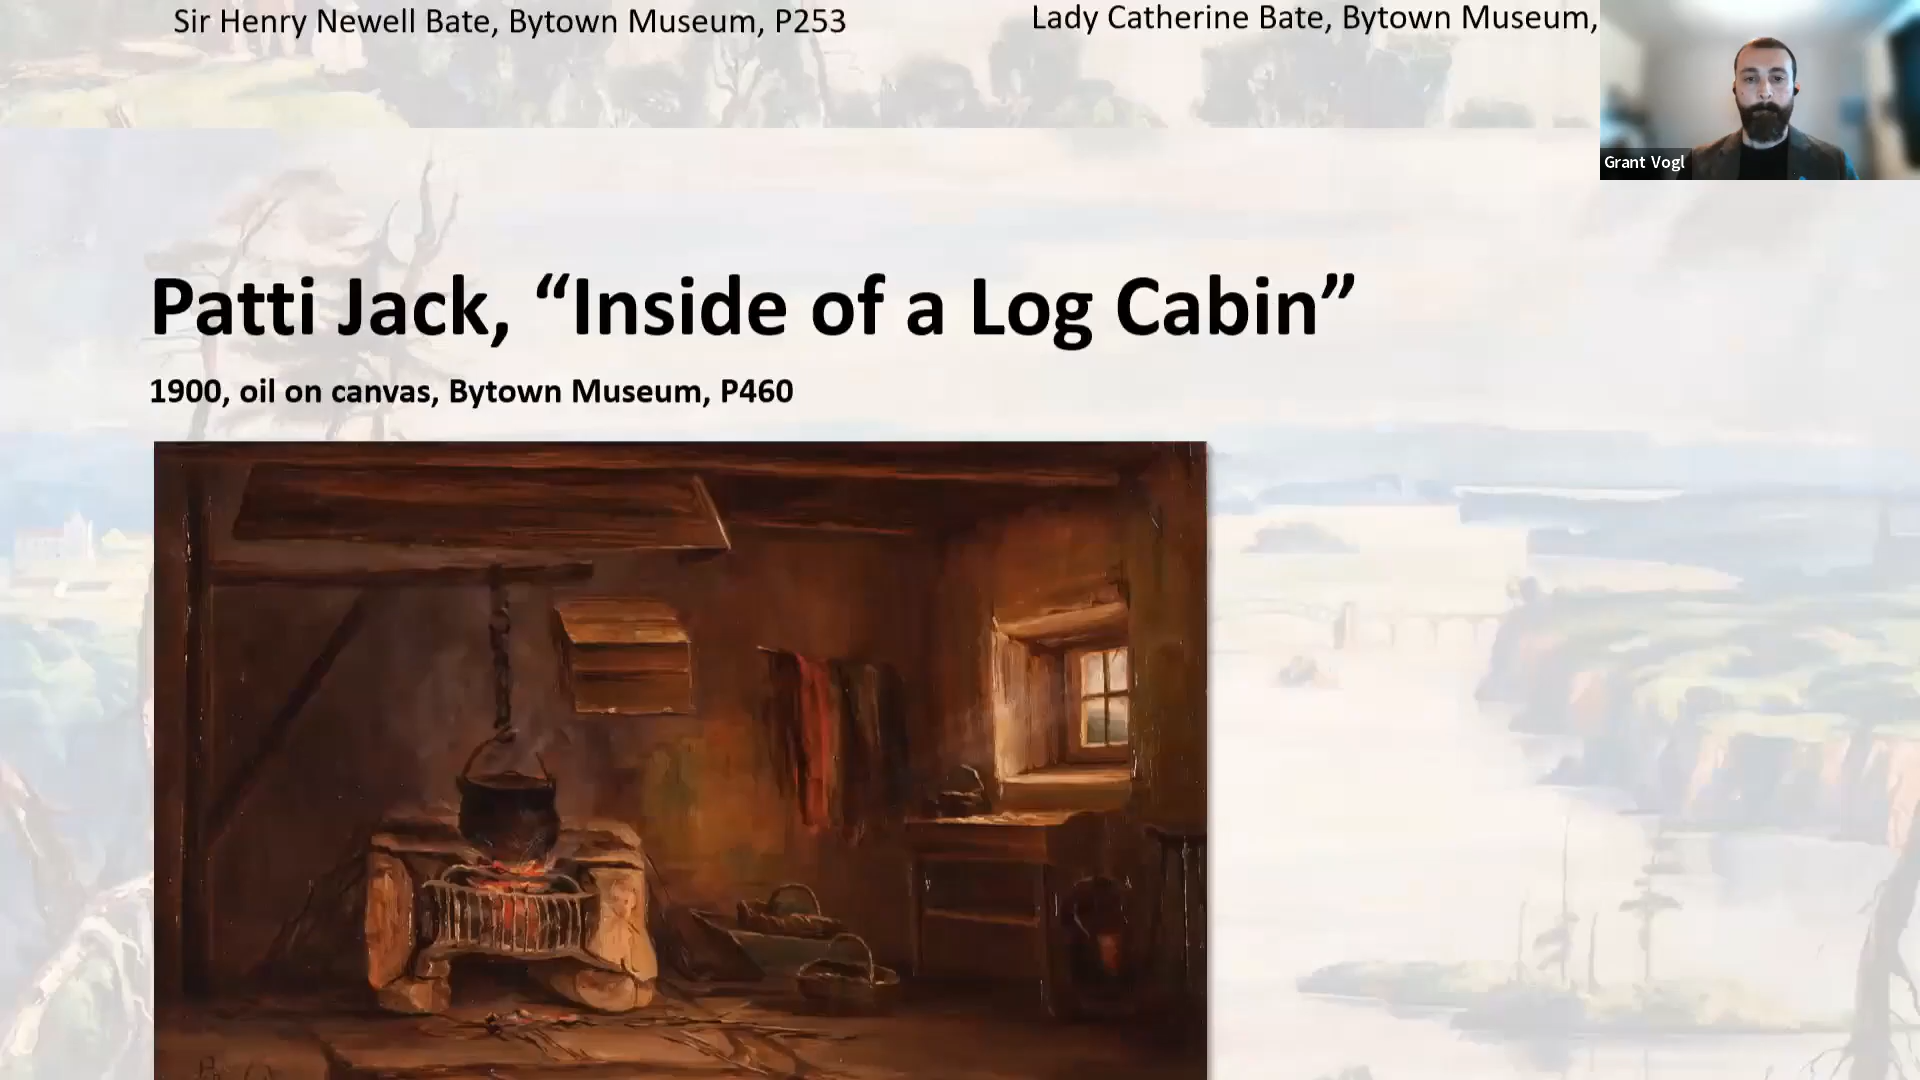 Sir Henry Newell Bate, Bytown Museum, P253
Lady Catherine Bate, Bytown Museum,
Grant Vogl
Patti Jack, “Inside of a Log Cabin”
1900, oil on canvas, Bytown Museum, P460